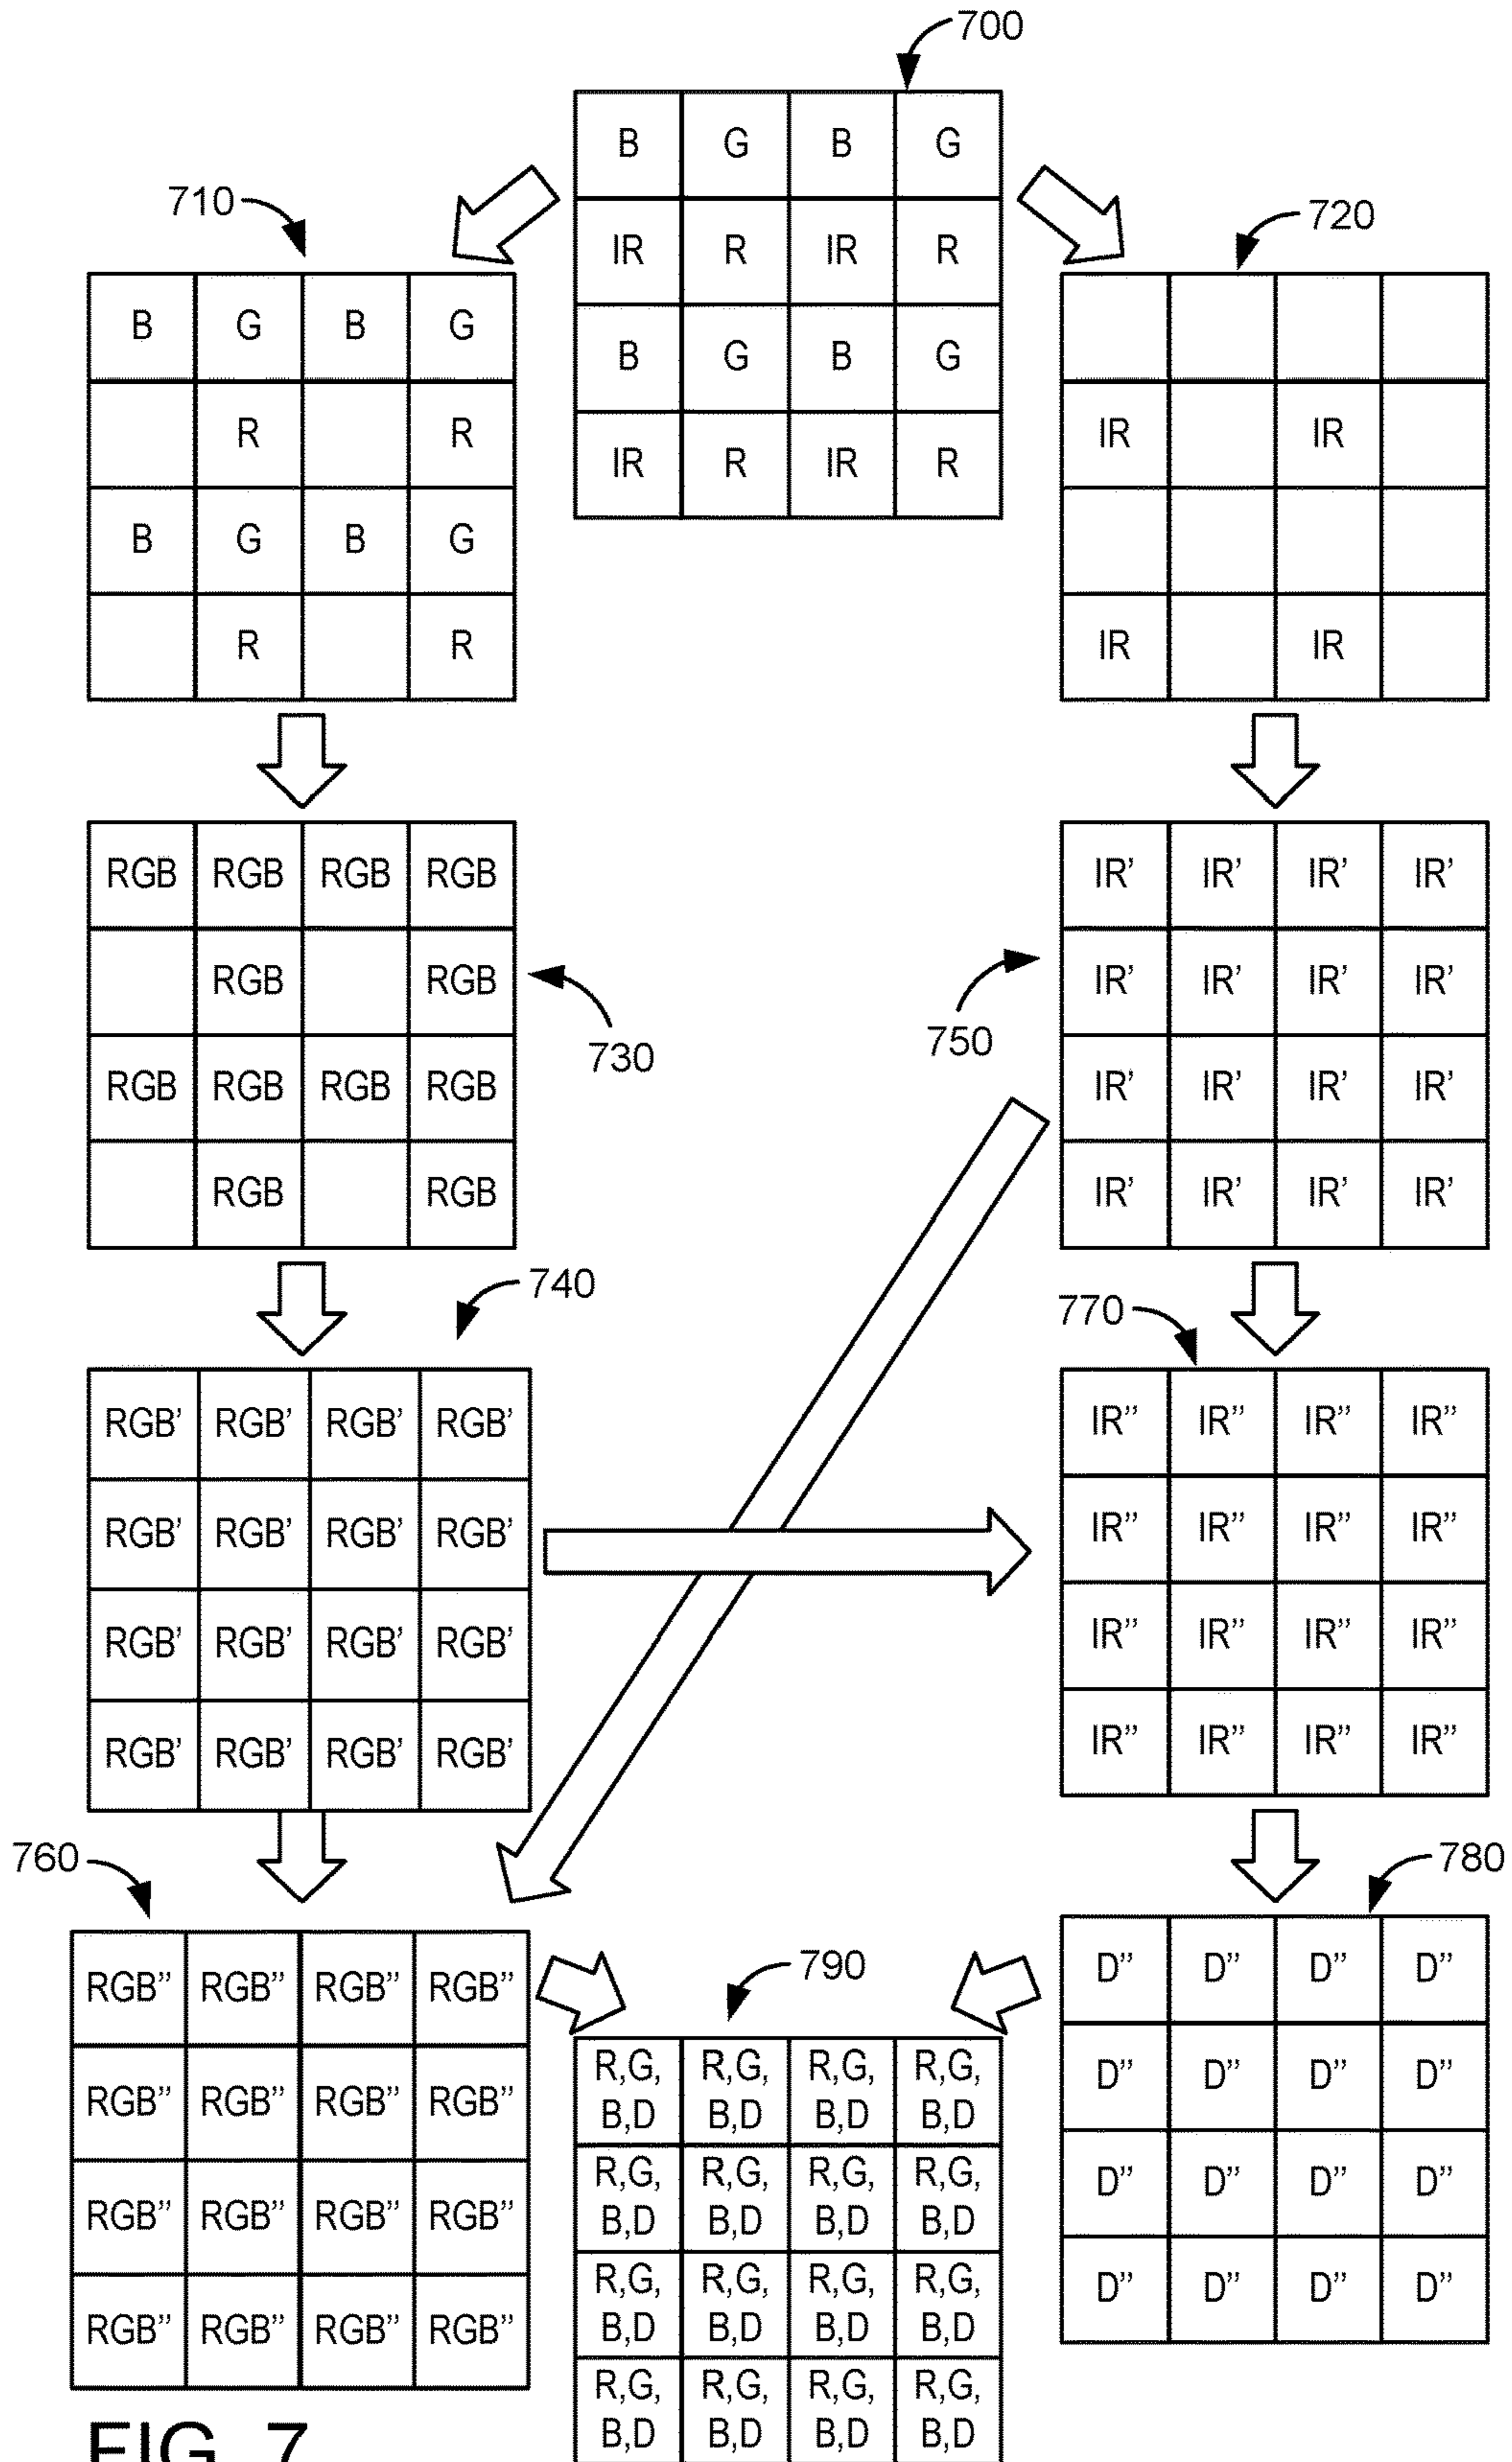 700
B G B G
IR R IR R
B G B G
IR R IR R
710
B G B G
R R
B G B G
R R
720
IR IR
IR IR
RGB RGB RGB RGB
RGB RGB
RGB RGB RGB RGB
RGB RGB
730
750
IR' IR' IR' IR'
IR' IR' IR' IR'
IR' IR' IR' IR'
IR' IR' IR' IR'
740
RGB' RGB' RGB' RGB'
RGB' RGB' RGB' RGB'
RGB' RGB' RGB' RGB'
RGB' RGB' RGB' RGB'
770
IR" IR" IR" IR"
IR" IR" IR" IR"
IR" IR" IR" IR"
IR" IR" IR" IR"
760
RGB" RGB" RGB" RGB"
RGB" RGB" RGB" RGB"
RGB" RGB" RGB" RGB"
RGB" RGB" RGB" RGB"
780
D" D" D" D"
D" D" D" D"
D" D" D" D"
D" D" D" D"
790
R,G, R,G, R,G, R,G,
B,D B,D B,D B,D
R,G, R,G, R,G, R,G,
B,D B,D B,D B,D
R,G, R,G, R,G, R,G,
B,D B,D B,D B,D
R,G, R,G, R,G, R,G,
B,D B,D B,D B,D
FIG. 7